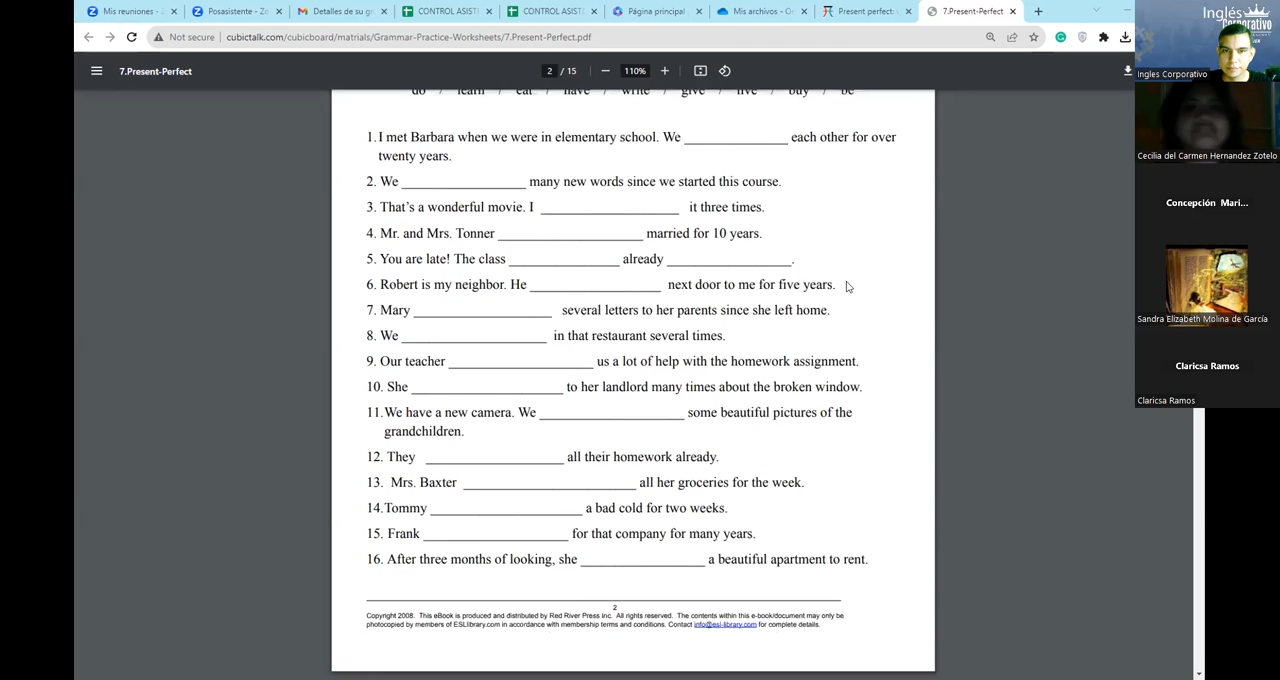 Mis reuniones - Z
Posasistente - Zo
Detalles de su gr
CONTROL ASIST
CONTROL ASIST
Página principal
Mis archivos - On
Present perfect: e
7.Present-Perfect
Not secure
cubictalk.com/cubicboard/matrials/Grammar-Practice-Worksheets/7.Present-Perfect.pdf
7.Present-Perfect
2 / 15
110%
do / learn / eat / have / write / give / live / buy / be
1. I met Barbara when we were in elementary school. We ______________ each other for over
twenty years.
2. We ________________ many new words since we started this course.
3. That's a wonderful movie. I __________________ it three times.
4. Mr. and Mrs. Tonner ___________________ married for 10 years.
5. You are late! The class ______________ already ________________.
6. Robert is my neighbor. He _________________ next door to me for five years.
7. Mary __________________ several letters to her parents since she left home.
8. We ___________________ in that restaurant several times.
9. Our teacher ___________________ us a lot of help with the homework assignment.
10. She ____________________ to her landlord many times about the broken window.
11. We have a new camera. We ___________________ some beautiful pictures of the
grandchildren.
12. They __________________ all their homework already.
13. Mrs. Baxter _______________________ all her groceries for the week.
14. Tommy ____________________ a bad cold for two weeks.
15. Frank ___________________ for that company for many years.
16. After three months of looking, she ________________ a beautiful apartment to rent.
2
Copyright 2008. This eBook is produced and distributed by Red River Press Inc. All rights reserved. The contents within this e-book/document may only be
photocopied by members of ESLlibrary.com in accordance with membership terms and conditions. Contact info@esl-library.com for complete details.
Inglés
Corporativo
Ingles Corporativo
Cecilia del Carmen Hernandez Zotelo
Concepción Mari...
Sandra Elizabeth Molina de García
Claricsa Ramos
Claricsa Ramos